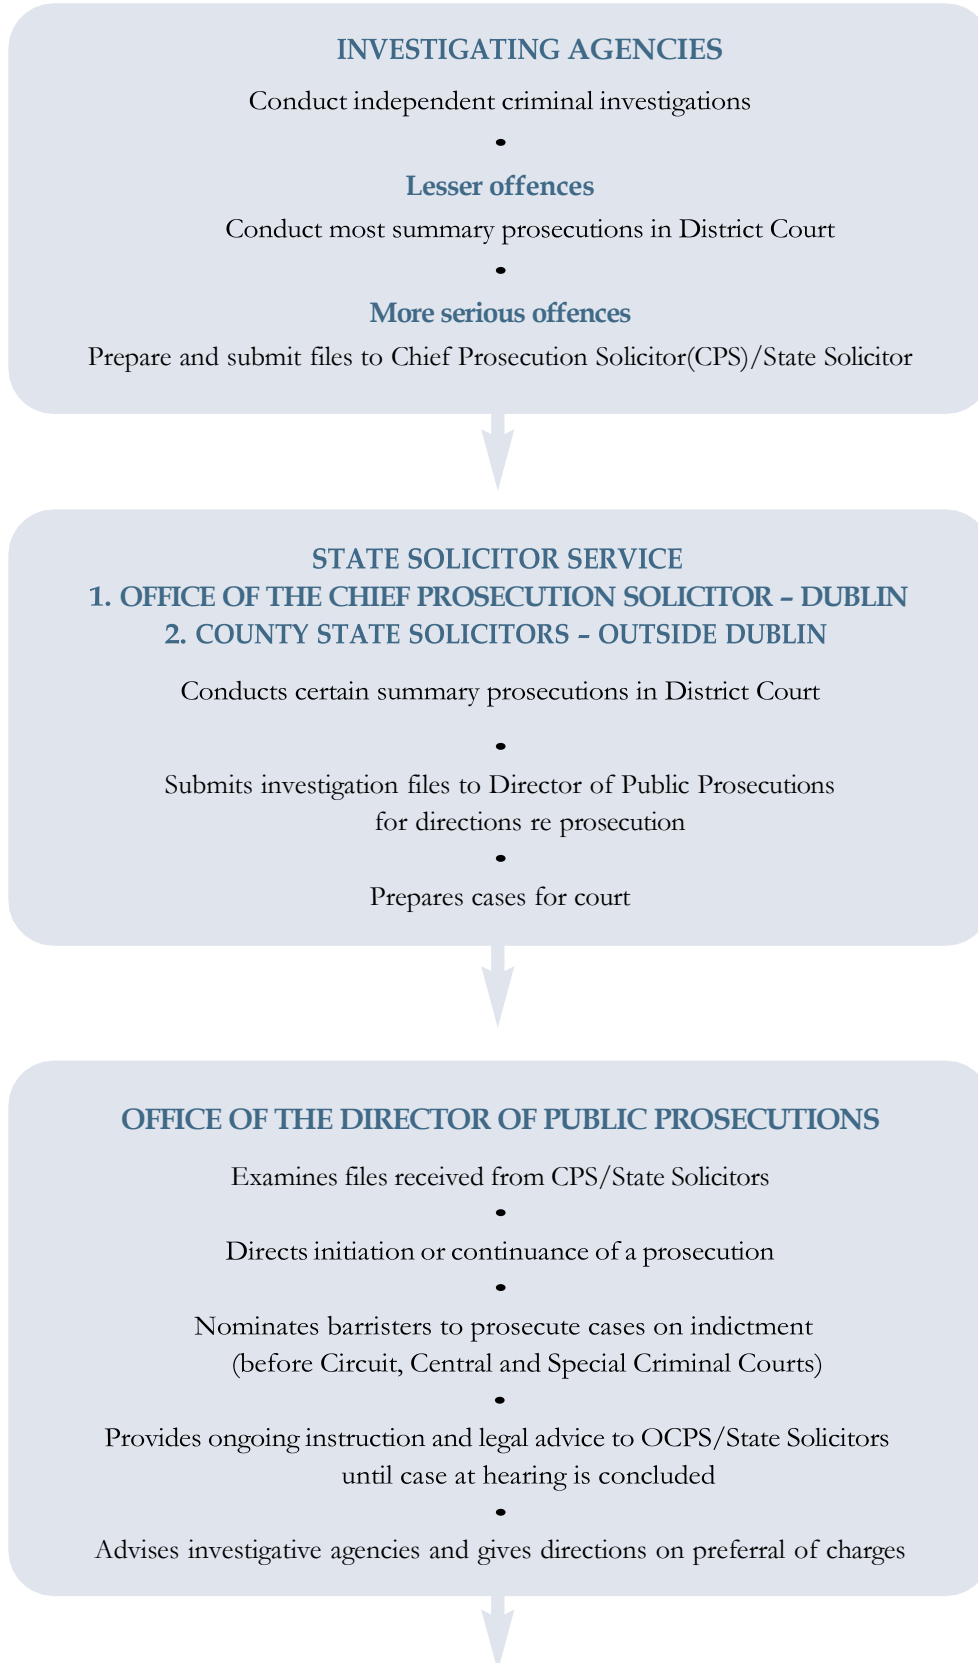 INVESTIGATING AGENCIES
Conduct independent criminal investigations
•
Lesser offences
Conduct most summary prosecutions in District Court
•
More serious offences
Prepare and submit files to Chief Prosecution Solicitor(CPS)/State Solicitor
STATE SOLICITOR SERVICE
1. OFFICE OF THE CHIEF PROSECUTION SOLICITOR – DUBLIN
2. COUNTY STATE SOLICITORS – OUTSIDE DUBLIN
Conducts certain summary prosecutions in District Court
•
Submits investigation files to Director of Public Prosecutions
for directions re prosecution
•
Prepares cases for court
OFFICE OF THE DIRECTOR OF PUBLIC PROSECUTIONS
Examines files received from CPS/State Solicitors
•
Directs initiation or continuance of a prosecution
•
Nominates barristers to prosecute cases on indictment
(before Circuit, Central and Special Criminal Courts)
•
Provides ongoing instruction and legal advice to OCPS/State Solicitors
until case at hearing is concluded
•
Advises investigative agencies and gives directions on preferral of charges